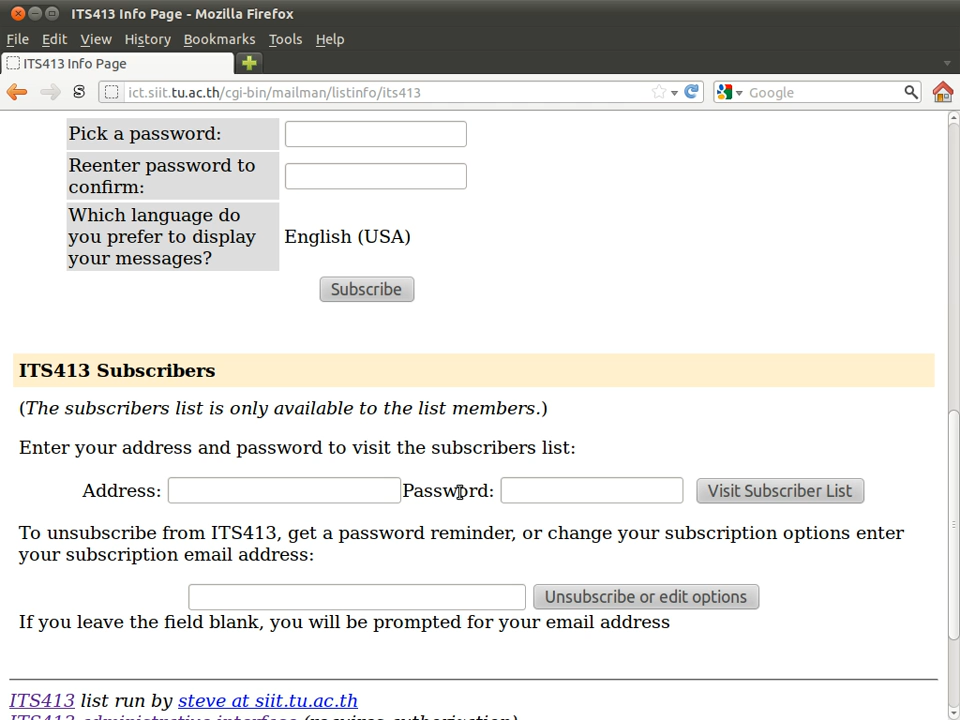 ITS413 Info Page - Mozilla Firefox
File Edit View History Bookmarks Tools Help
ITS413 Info Page
ict.siit.tu.ac.th/cgi-bin/mailman/listinfo/its413 Google
Pick a password:
Reenter password to
confirm:
Which language do
you prefer to display
your messages?
English (USA)
Subscribe
ITS413 Subscribers
(The subscribers list is only available to the list members.)
Enter your address and password to visit the subscribers list:
Address: Password: Visit Subscriber List
To unsubscribe from ITS413, get a password reminder, or change your subscription options enter
your subscription email address:
Unsubscribe or edit options
If you leave the field blank, you will be prompted for your email address
ITS413 list run by steve at siit.tu.ac.th
ITS413 administrative interface (requires authorization)